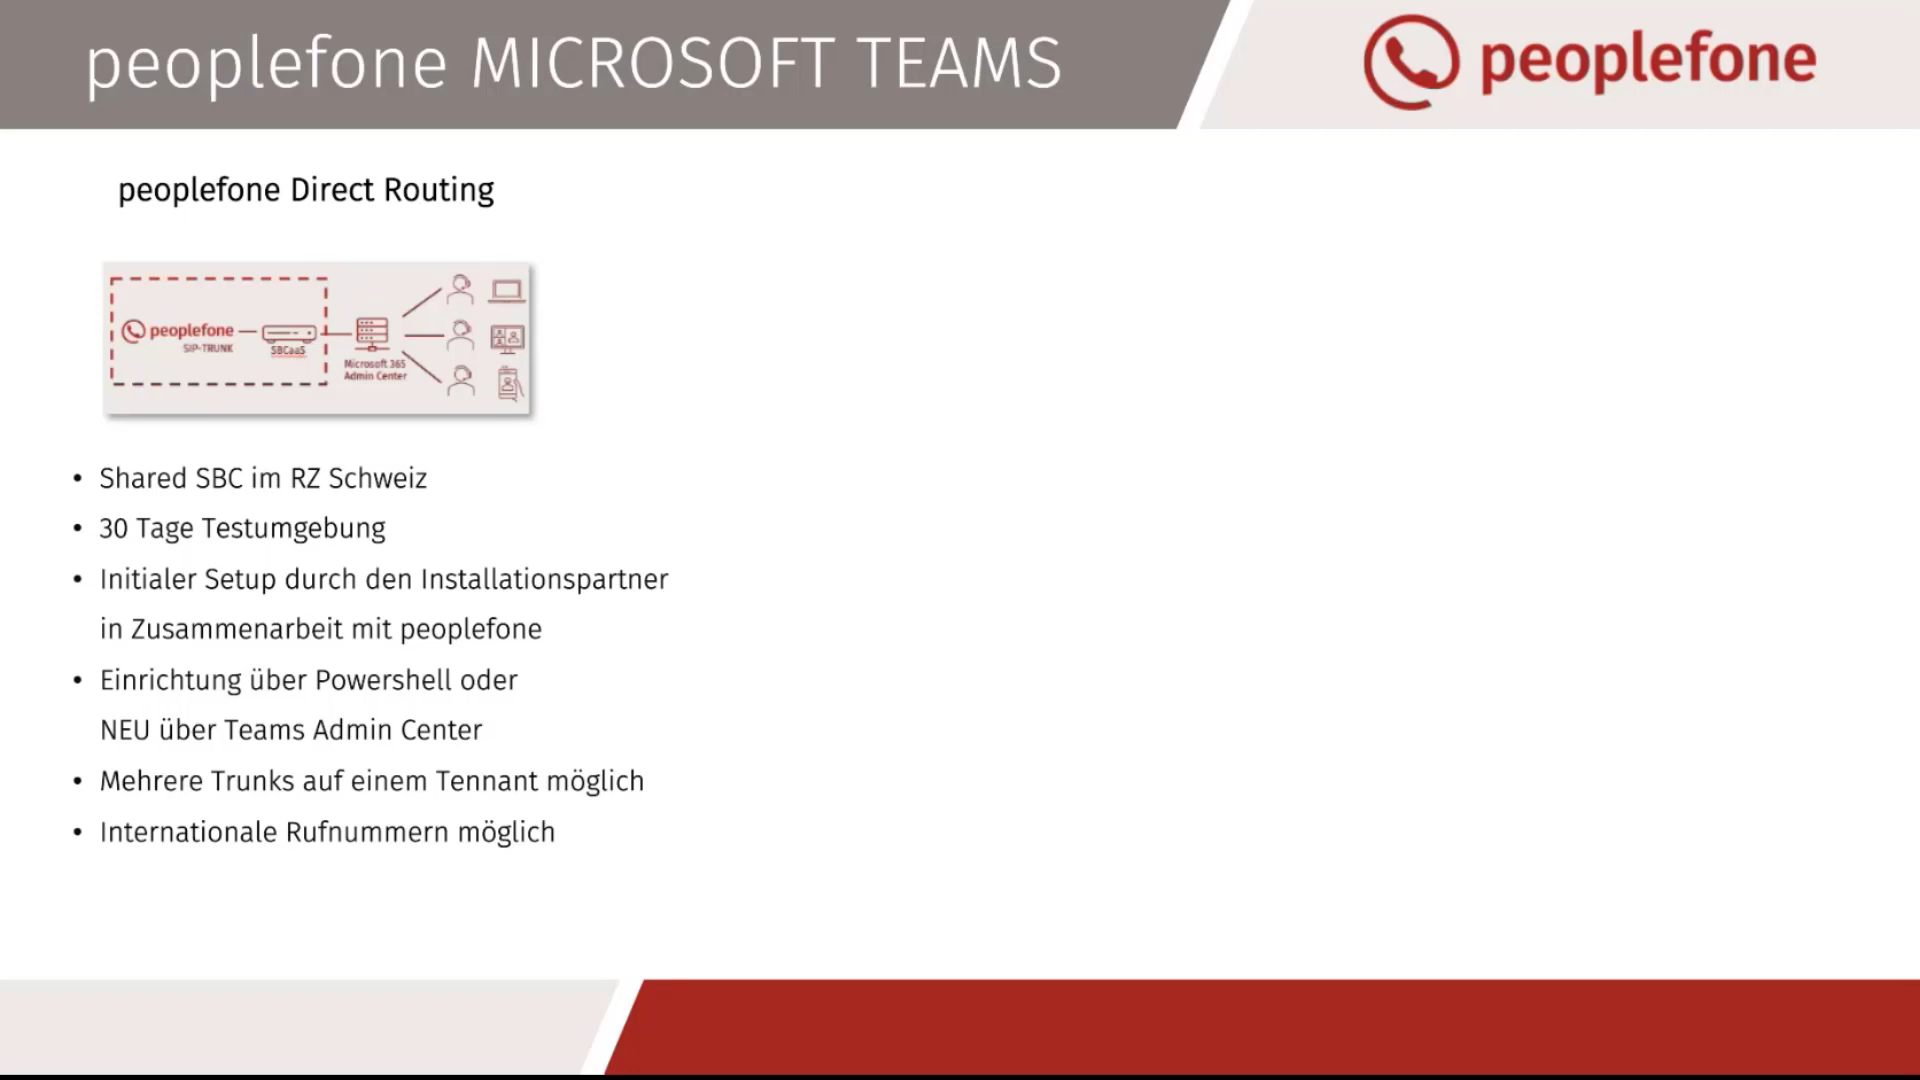 peoplefone MICROSOFT TEAMS
peoplefone
peoplefone Direct Routing
peoplefone
SIP-TRUNK
SBCaaS
Microsoft 365
Admin Center
• Shared SBC im RZ Schweiz
• 30 Tage Testumgebung
• Initialer Setup durch den Installationspartner
in Zusammenarbeit mit peoplefone
• Einrichtung über Powershell oder
NEU über Teams Admin Center
• Mehrere Trunks auf einem Tennant möglich
• Internationale Rufnummern möglich